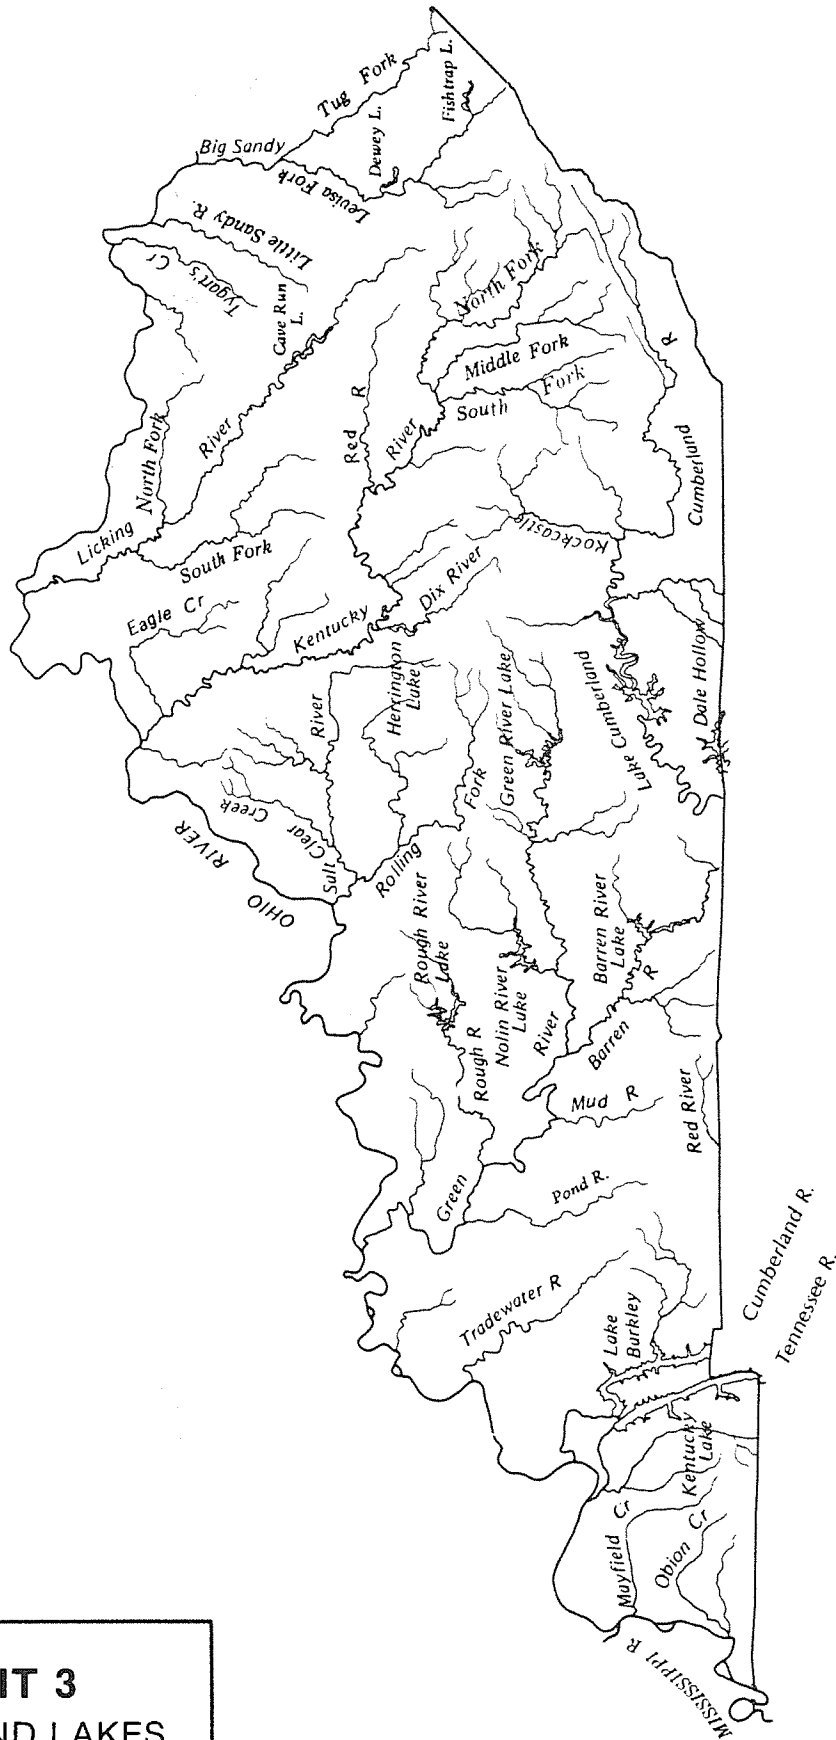 Tug Fork
Fishtrap L.
Big Sandy
Dewey L.
Levisa Fork
Little Sandy R.
Tygart's Cr
Cave Run
L.
North Fork
Middle Fork
South Fork
R
Cumberland
Red R
River
River
North Fork
Licking
South Fork
Eagle Cr
Kentucky
Dix River
Rockcastle
Herrington
Lake
River
Green River Lake
Lake Cumberland
Dale Hollow
Fork
Clear Creek
Salt
Rolling
OHIO RIVER
Rough River
Lake
Barren River
Lake
Nolin River
Lake
R
Barren
River
Rough R
Mud R
Red River
Green
Pond R.
Tradewater R
Lake
Burkley
Cumberland R.
Tennessee R.
Kentucky
Lake
Mayfield Cr
Obion Cr
MISSISSIPPI R
IT 3
ND LAKES